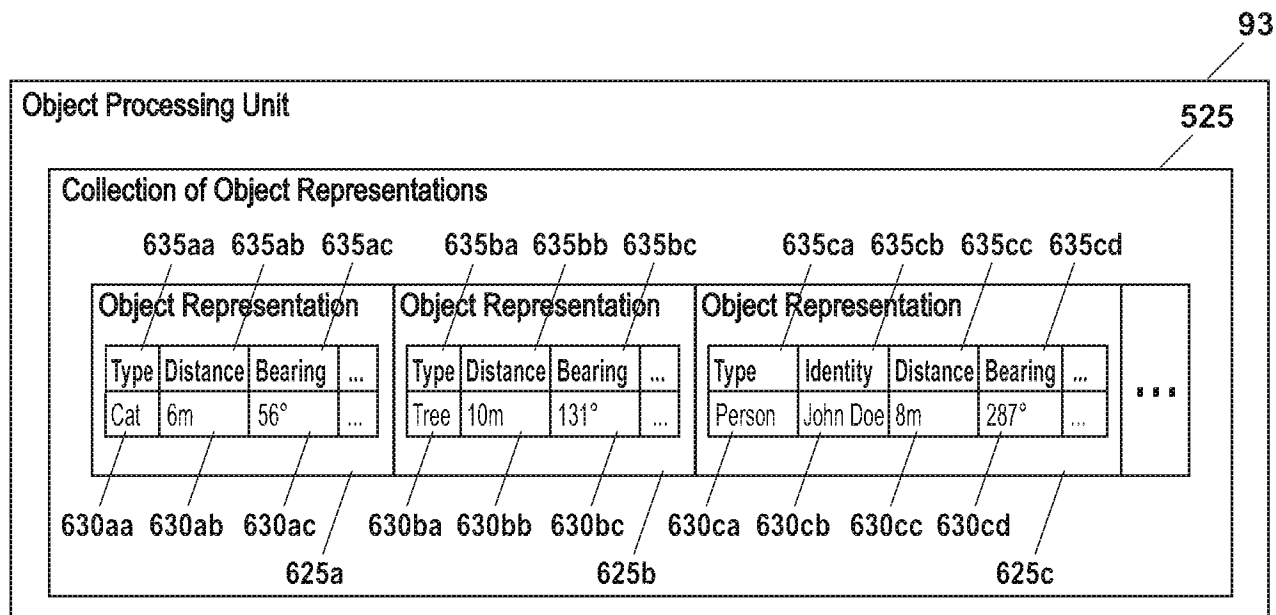 93
Object Processing Unit
525
Collection of Object Representations
635aa 635ab 635ac 635ba 635bb 635bc 635ca 635cb 635cc 635cd
Object Representation Object Representation Object Representation
Type Distance Bearing ... Type Distance Bearing ... Type Identity Distance Bearing ...
...
Cat 6m 56° ... Tree 10m 131° ... Person John Doe 8m 287° ...
630aa 630ab 630ac 630ba 630bb 630bc 630ca 630cb 630cc 630cd
625a 625b 625c